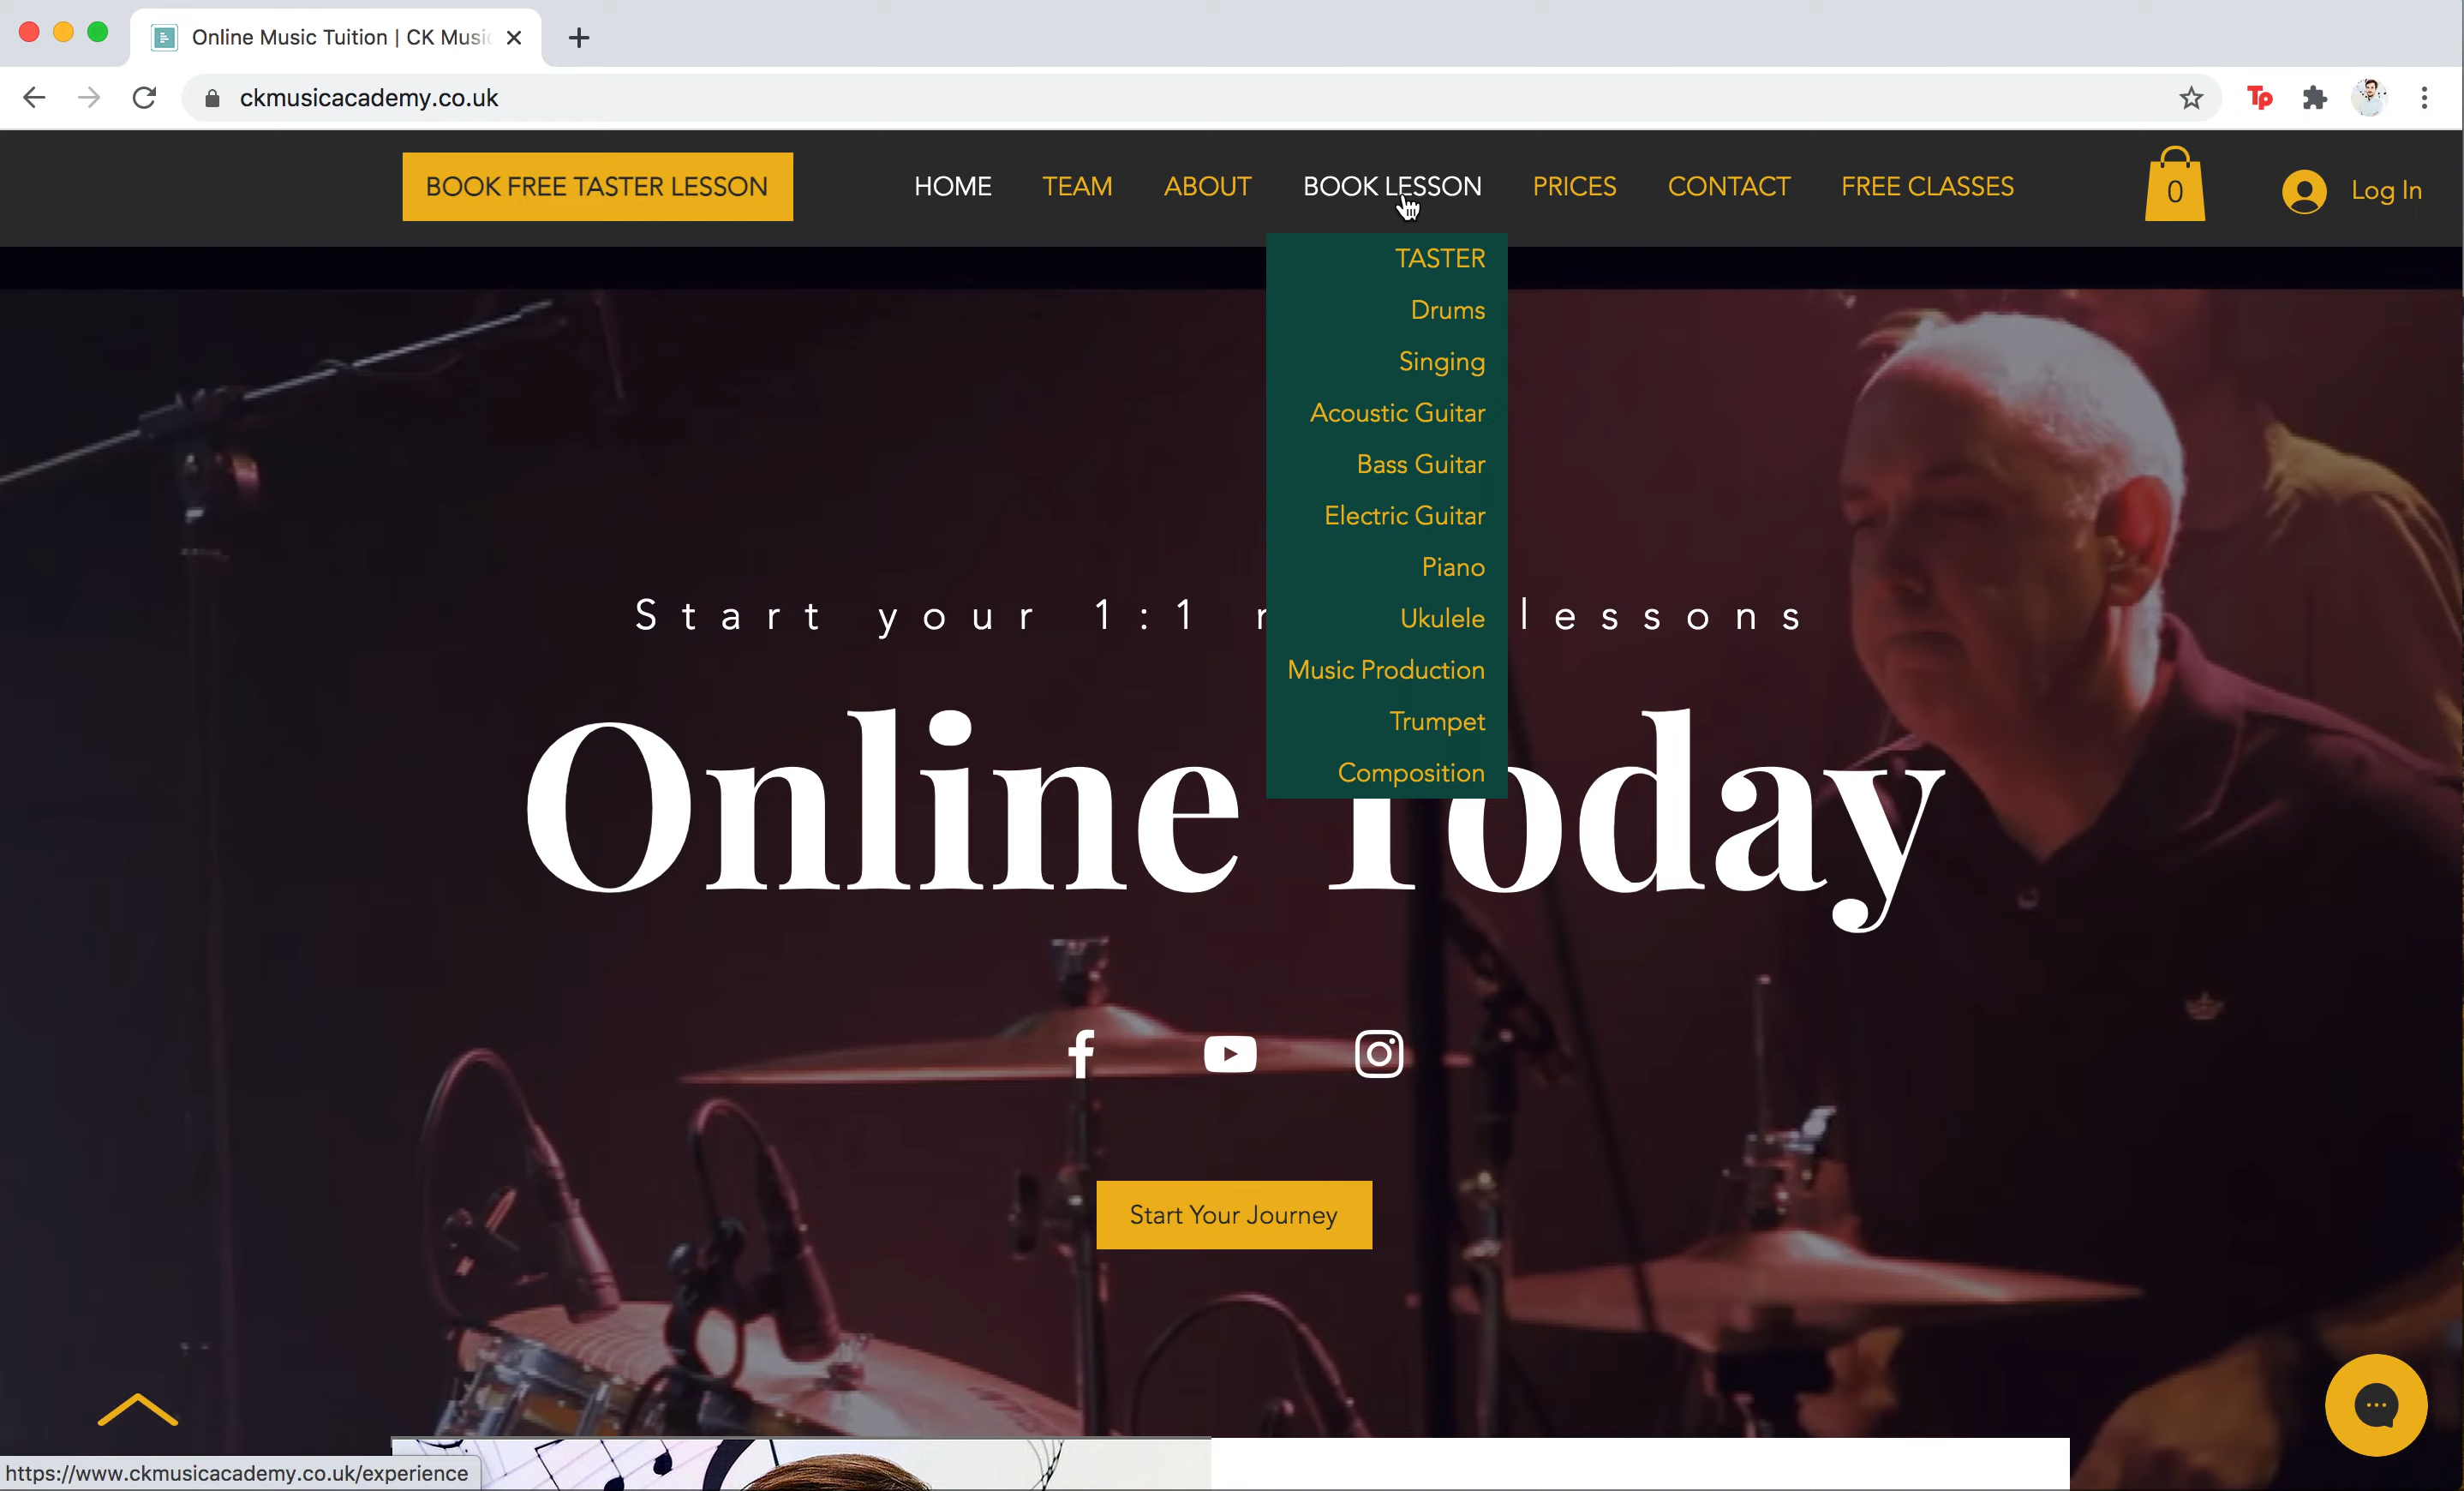 Online Music Tuition | CK Music
ckmusicacademy.co.uk
BOOK FREE TASTER LESSON
HOME
TEAM
ABOUT
BOOK LESSON
PRICES
CONTACT
FREE CLASSES
0
Log In
TASTER
Drums
Singing
Acoustic Guitar
Bass Guitar
Electric Guitar
Piano
Ukulele
Music Production
Trumpet
Composition
Start your 1:1 lessons
Online Today
Start Your Journey
https://www.ckmusicacademy.co.uk/experience